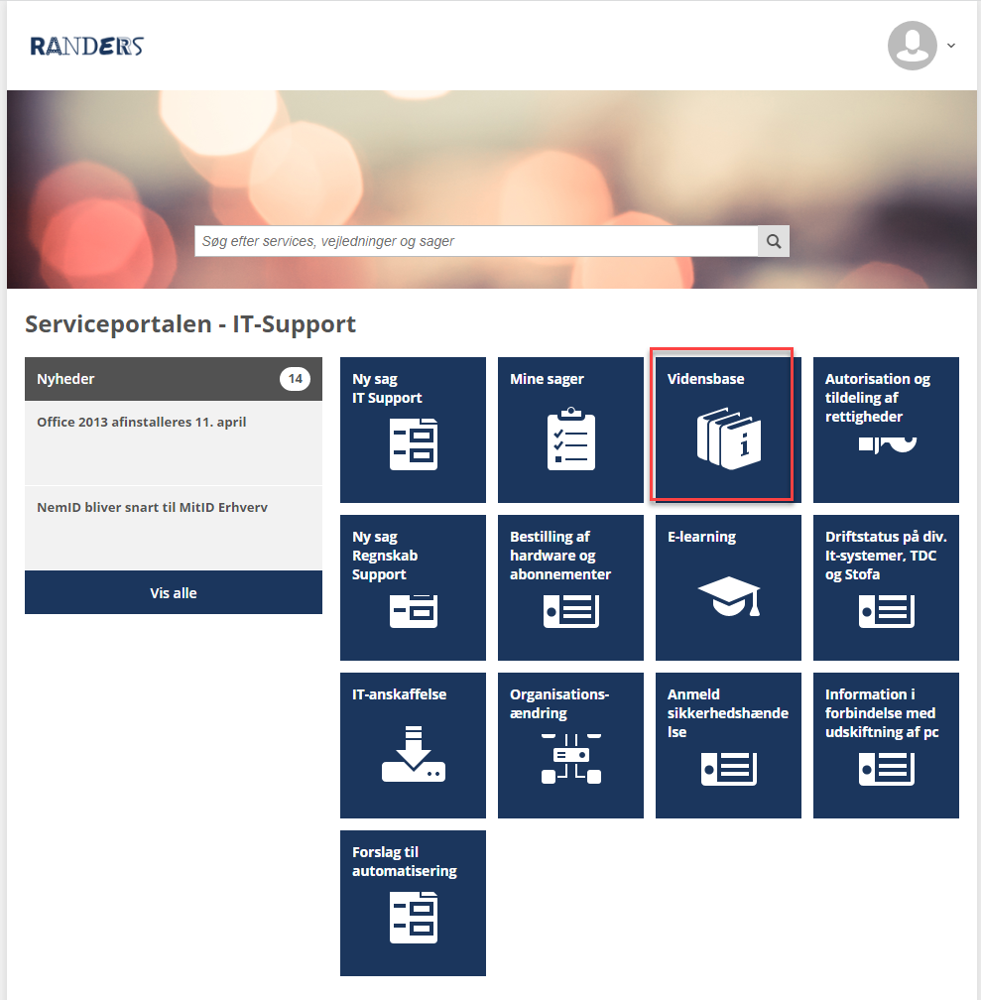 RANDERS
Søg efter services, vejledninger og sager
Serviceportalen - IT-Support
Nyheder
14
Office 2013 afinstalleres 11. april
NemID bliver snart til MitID Erhverv
Vis alle
Ny sag
IT Support
Mine sager
Vidensbase
i
Autorisation og
tildeling af
rettigheder
Ny sag
Regnskab
Support
Bestilling af
hardware og
abonnementer
E-learning
Driftstatus på div.
It-systemer, TDC
og Stofa
IT-anskaffelse
Organisations-
ændring
Anmeld
sikkerhedshænde
lse
Information i
forbindelse med
udskiftning af pc
Forslag til
automatisering